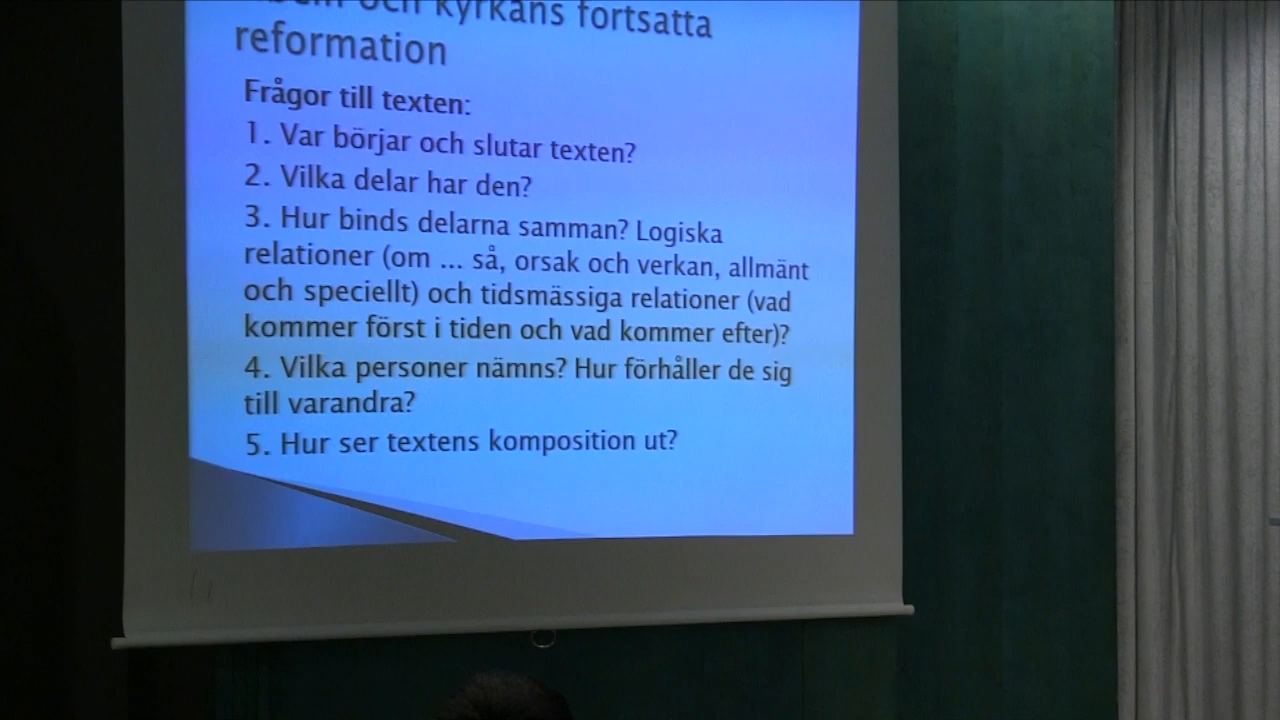 och kyrkans fortsatta
reformation
Frågor till texten:
1. Var börjar och slutar texten?
2. Vilka delar har den?
3. Hur binds delarna samman? Logiska
relationer (om ... så, orsak och verkan, allmänt
och speciellt) och tidsmässiga relationer (vad
kommer först i tiden och vad kommer efter)?
4. Vilka personer nämns? Hur förhåller de sig
till varandra?
5. Hur ser textens komposition ut?